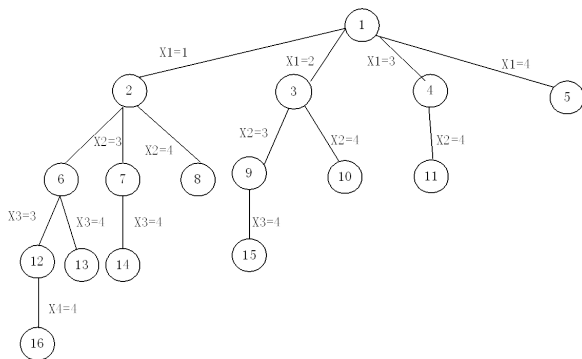 1
X1=1
X1=2
X1=3
X1=4
2
3
4
5
X2=3
X2=4
X2=3
X2=4
X2=4
6
7
8
9
10
11
X3=3
X3=4
X3=4
X3=4
12
13
14
15
X4=4
16